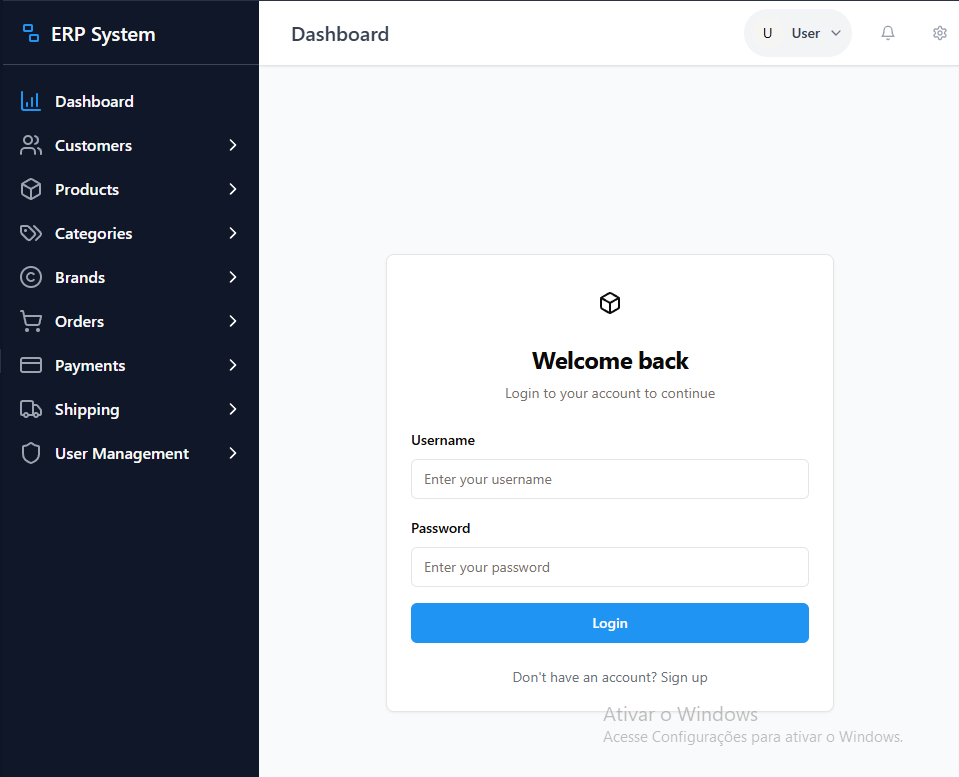 ERP System
Dashboard
Customers
Products
Categories
Brands
Orders
Payments
Shipping
User Management
Dashboard
U User
Welcome back
Login to your account to continue
Username
Enter your username
Password
Enter your password
Login
Don't have an account? Sign up
Ativar o Windows
Acesse Configurações para ativar o Windows.